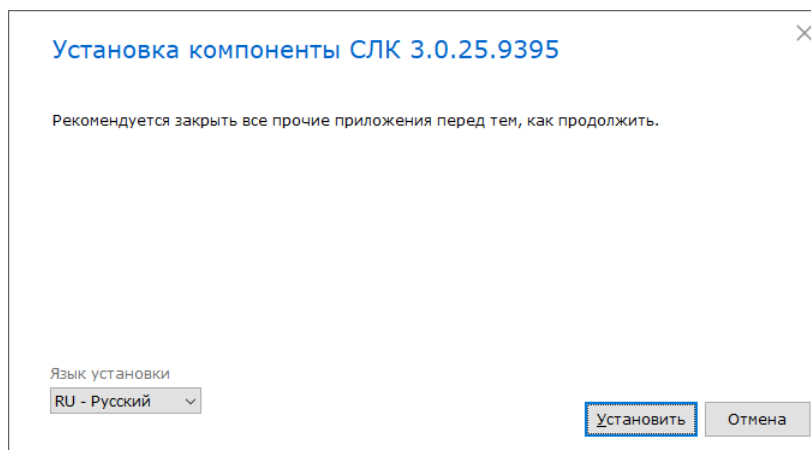 Установка компоненты СЛК 3.0.25.9395
Рекомендуется закрыть все прочие приложения перед тем, как продолжить.
Язык установки
RU - Русский
Установить
Отмена